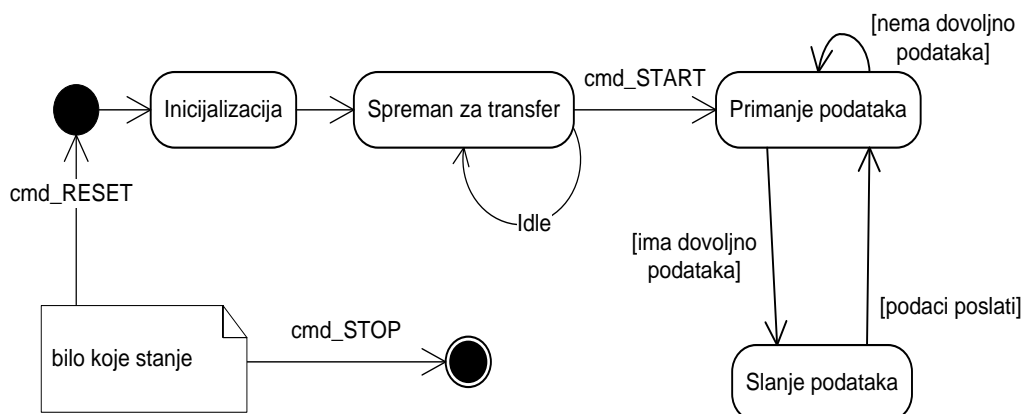 [nema dovoljno
podataka]
cmd_START
Inicijalizacija
Spreman za transfer
Primanje podataka
cmd_RESET
Idle
[ima dovoljno
podataka]
[podaci poslati]
cmd_STOP
bilo koje stanje
Slanje podataka